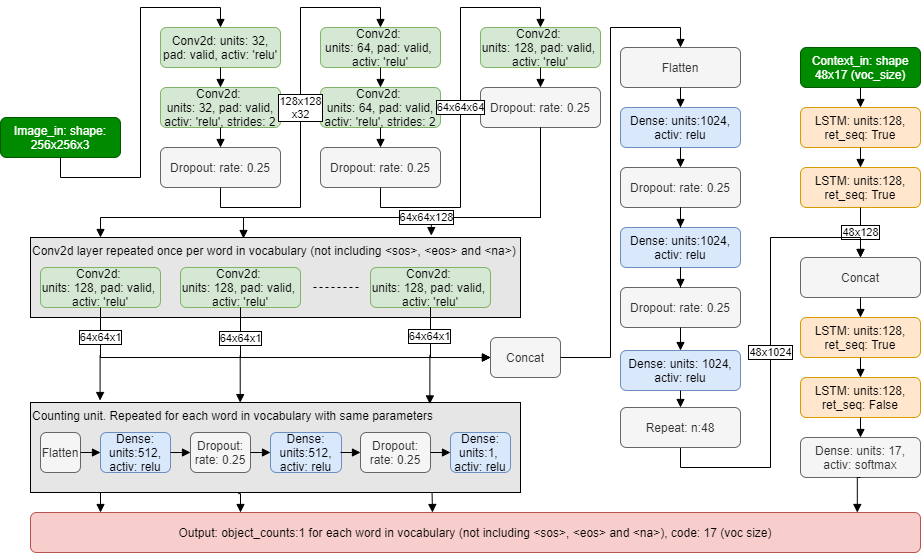 Image_in: shape:
256x256x3
Conv2d: units: 32,
pad: valid,
activ: 'relu'
Conv2d:
units: 32, pad: valid,
activ: 'relu', strides: 2
Dropout: rate: 0.25
128x128
x32
Conv2d:
units: 64, pad: valid,
activ: 'relu'
Conv2d:
units: 64, pad: valid,
activ: 'relu', strides: 2
Dropout: rate: 0.25
64x64x64
Conv2d:
units: 128, pad: valid,
activ: 'relu'
Dropout: rate: 0.25
64x64x128
Conv2d layer repeated once per word in vocabulary (not including <sos>, <eos> and <na>)
Conv2d:
units: 128, pad: valid,
activ: 'relu'
Conv2d:
units: 128, pad: valid,
activ: 'relu'
--------
Conv2d:
units: 128, pad: valid,
activ: 'relu'
64x64x1
64x64x1
64x64x1
Concat
Counting unit. Repeated for each word in vocabulary with same parameters
Flatten
Dense:
units:512,
activ: relu
Dropout:
rate: 0.25
Dense:
units:512,
activ: relu
Dropout:
rate: 0.25
Dense:
units:1,
activ: relu
Flatten
Dense: units:1024,
activ: relu
Dropout: rate: 0.25
Dense: units:1024,
activ: relu
Dropout: rate: 0.25
Dense: units: 1024,
activ: relu
Repeat: n:48
48x1024
Context_in: shape
48x17 (voc_size)
LSTM: units:128,
ret_seq: True
LSTM: units:128,
ret_seq: True
48x128
Concat
LSTM: units:128,
ret_seq: True
LSTM: units:128,
ret_seq: False
Dense: units: 17,
activ: softmax
Output: object_counts:1 for each word in vocabulary (not including <sos>, <eos> and <na>), code: 17 (voc size)